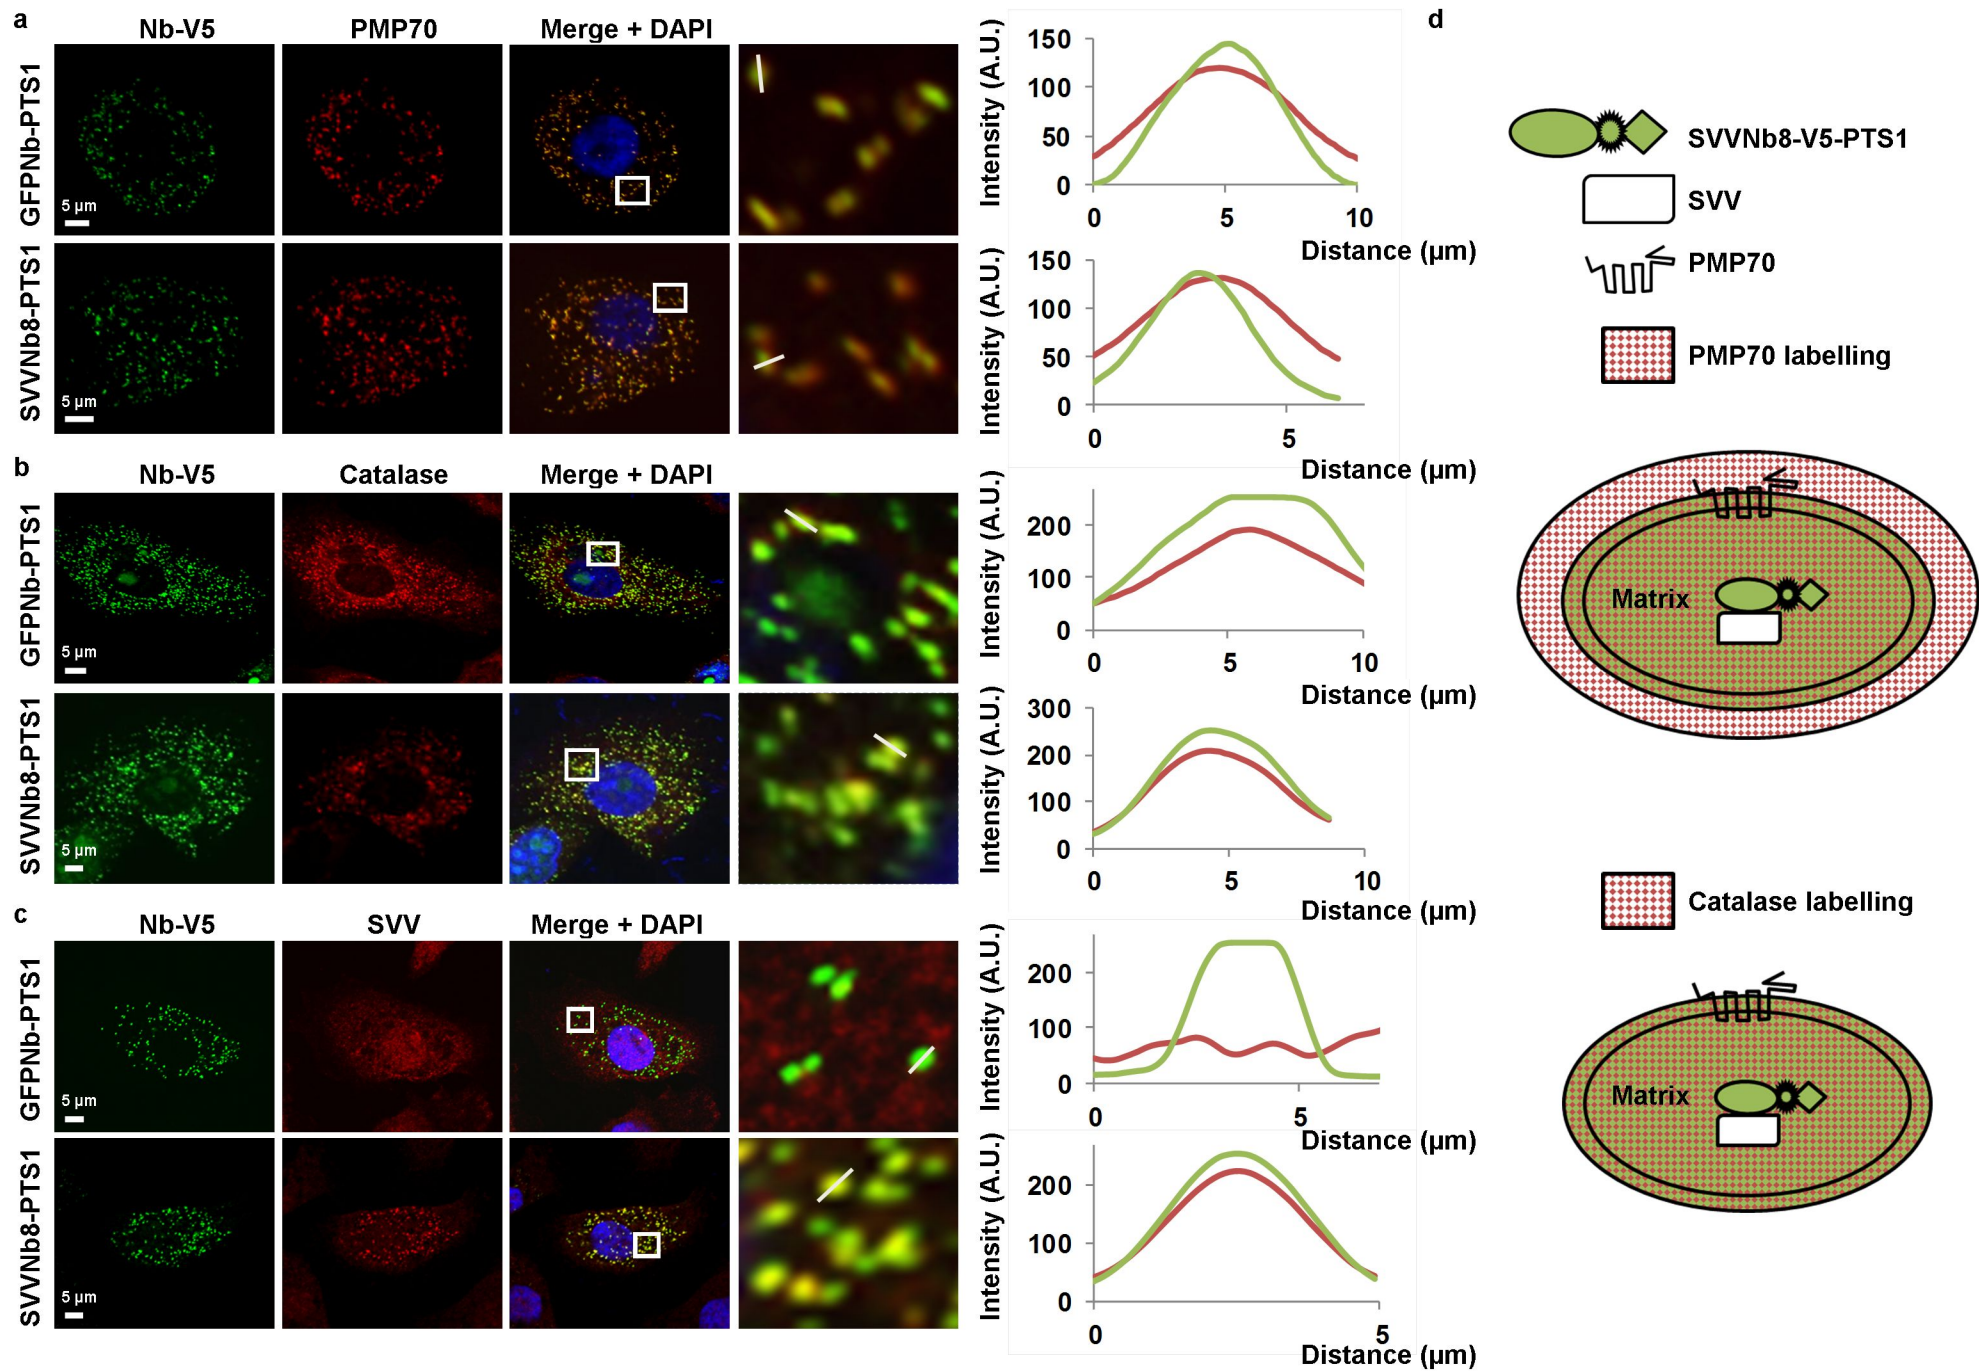 a
Nb-V5 PMP70 Merge + DAPI
GFPNb-PTS1
5 µm
Intensity (A.U.)
150
100
50
0
0 5 10
Distance (µm)
SVVNb8-PTS1
5 µm
Intensity (A.U.)
150
100
50
0
0 5
Distance (µm)
b
Nb-V5 Catalase Merge + DAPI
GFPNb-PTS1
5 µm
Intensity (A.U.)
200
100
0
0 5 10
Distance (µm)
SVVNb8-PTS1
5 µm
Intensity (A.U.)
300
200
100
0
0 5 10
Distance (µm)
c
Nb-V5 SVV Merge + DAPI
GFPNb-PTS1
5 µm
Intensity (A.U.)
200
100
0
0 5
Distance (µm)
SVVNb8-PTS1
5 µm
Intensity (A.U.)
200
100
0
0 5
Distance (µm)
d
SVVNb8-V5-PTS1
SVV
PMP70
PMP70 labelling
Matrix
Catalase labelling
Matrix